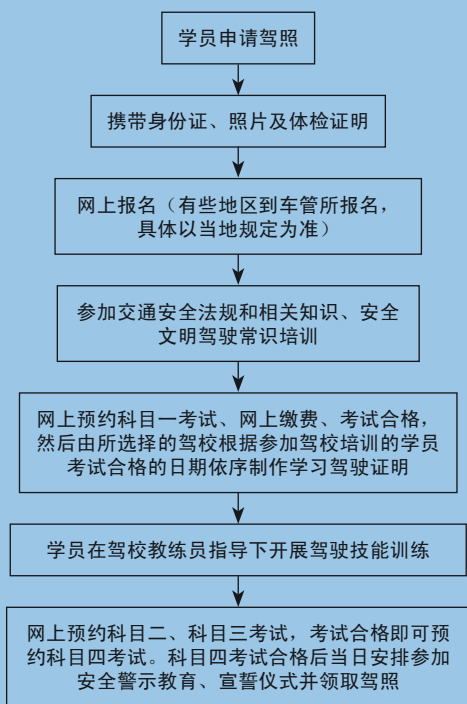 学员申请驾照
携带身份证、照片及体检证明
网上报名（有些地区到车管所报名，
具体以当地规定为准）
参加交通安全法规和相关知识、安全
文明驾驶常识培训
网上预约科目一考试、网上缴费、考试合格，
然后由所选择的驾校根据参加驾校培训的学员
考试合格的日期依序制作学习驾驶证明
学员在驾校教练员指导下开展驾驶技能训练
网上预约科目二、科目三考试，考试合格即可预
约科目四考试。科目四考试合格后当日安排参加
安全警示教育、宣誓仪式并领取驾照